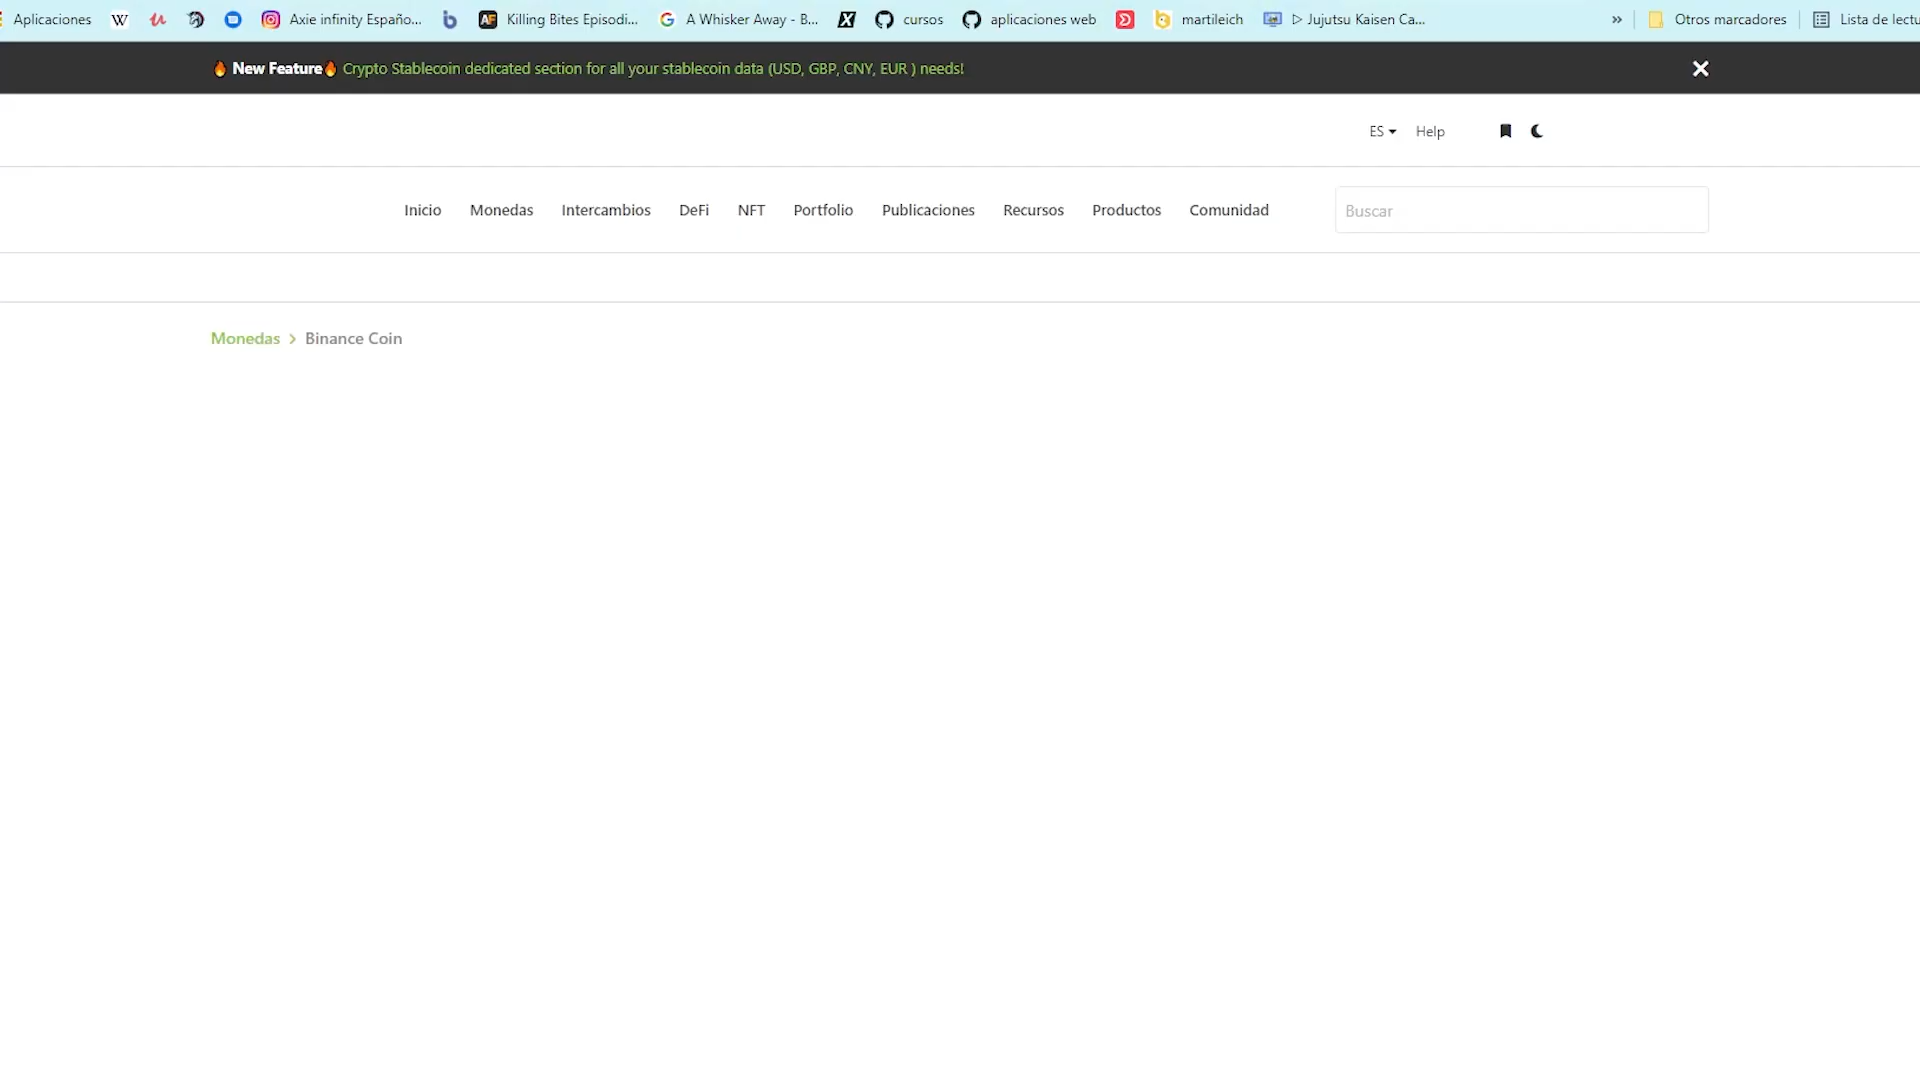 Aplicaciones Axie infinity Españo... Killing Bites Episodi... A Whisker Away - B... cursos aplicaciones web martileich ▷ Jujutsu Kaisen Ca... » Otros marcadores Lista de lectu
🔥 New Feature🔥 Crypto Stablecoin dedicated section for all your stablecoin data (USD, GBP, CNY, EUR ) needs!
ES Help
Inicio Monedas Intercambios DeFi NFT Portfolio Publicaciones Recursos Productos Comunidad Buscar
Monedas > Binance Coin